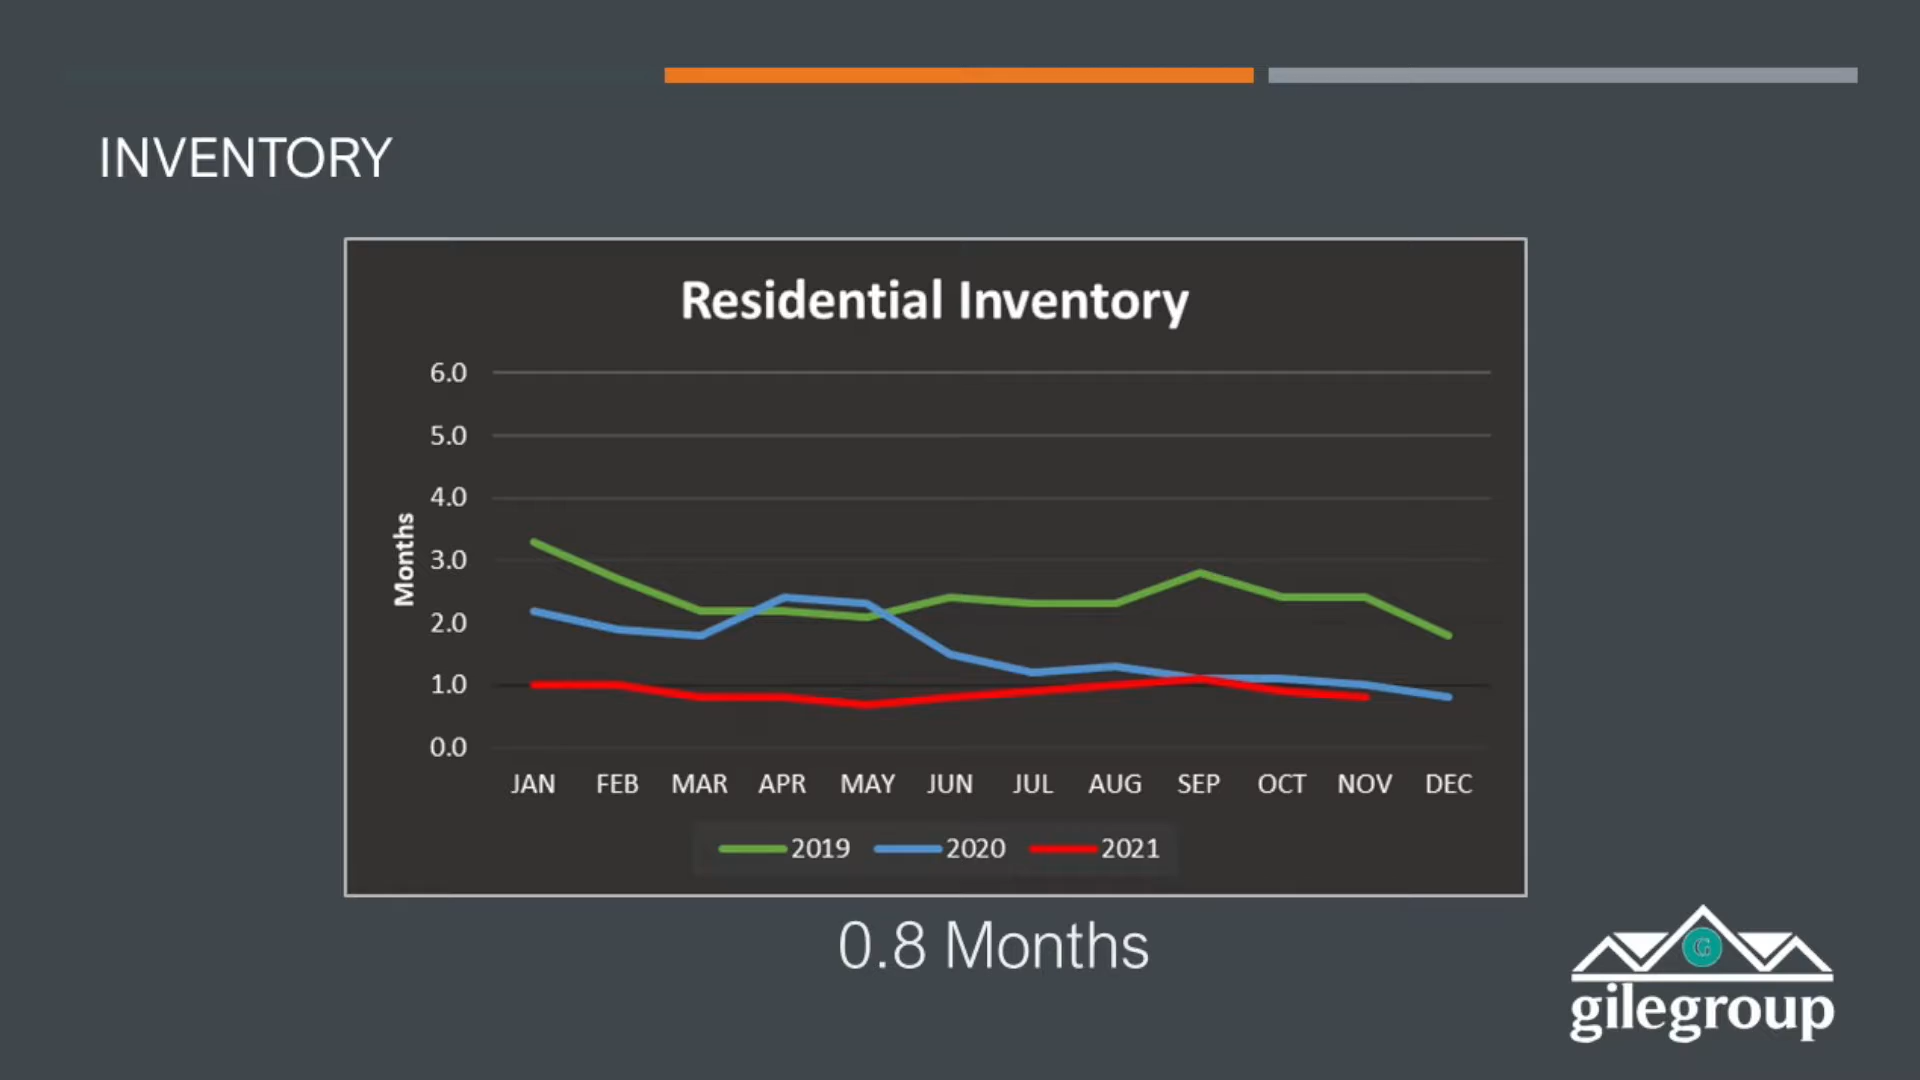 INVENTORY
Residential Inventory
Months
6.0
5.0
4.0
3.0
2.0
1.0
0.0
JAN FEB MAR APR MAY JUN JUL AUG SEP OCT NOV DEC
2019 2020 2021
0.8 Months
G
gilegroup